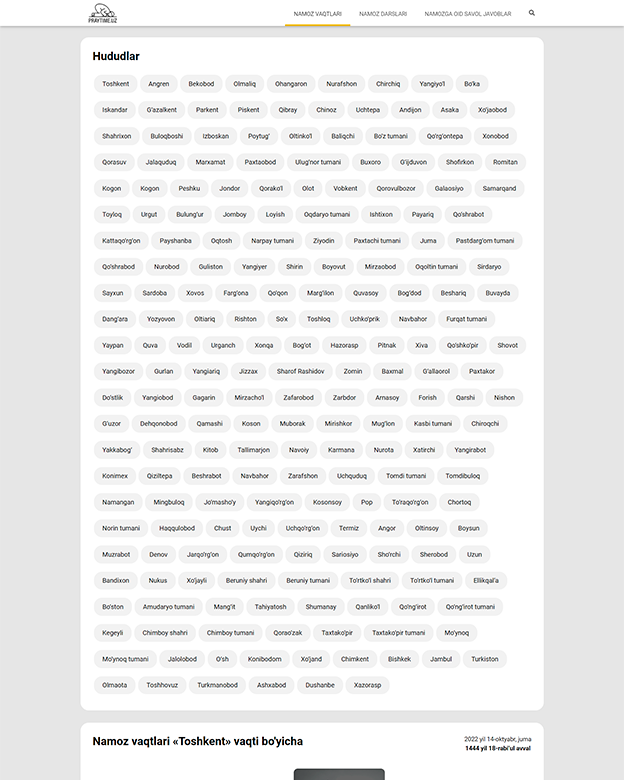 PRAYTIME.UZ
NAMOZ VAQTLARI NAMOZ DARSLARI NAMOZGA OID SAVOL JAVOBLAR
Hududlar
Toshkent Angren Bekobod Olmaliq Ohangaron Nurafshon Chirchiq Yangiyo'l Bo'ka
Iskandar G'azalkent Parkent Piskent Qibray Chinoz Uchtepa Andijon Asaka Xo'jaobod
Shahrixon Buloqboshi Izboskan Poytug' Oltinko'l Baliqchi Bo'z tumani Qo'rg'ontepa Xonobod
Qorasuv Jalaquduq Marxamat Paxtaobod Ulug'nor tumani Buxoro G'ijduvon Shofirkon Romitan
Kogon Kogon Peshku Jondor Qorako'l Olot Vobkent Qorovulbozor Galaosiyo Samarqand
Toyloq Urgut Bulung'ur Jomboy Loyish Oqdaryo tumani Ishtixon Payariq Qo'shrabot
Kattaqo'rg'on Payshanba Oqtosh Narpay tumani Ziyodin Paxtachi tumani Juma Pastdarg'om tumani
Qo'shrabod Nurobod Guliston Yangiyer Shirin Boyovut Mirzaobod Oqoltin tumani Sirdaryo
Sayxun Sardoba Xovos Farg'ona Qo'qon Marg'ilon Quvasoy Bog'dod Beshariq Buvayda
Dang'ara Yozyovon Oltiariq Rishton So'x Toshloq Uchko'prik Navbahor Furqat tumani
Yaypan Quva Vodil Urganch Xonqa Bog'ot Hazorasp Pitnak Xiva Qo'shko'pir Shovot
Yangibozor Gurlan Yangiariq Jizzax Sharof Rashidov Zomin Baxmal G'allaorol Paxtakor
Do'stlik Yangiobod Gagarin Mirzacho'l Zafarobod Zarbdor Arnasoy Forish Qarshi Nishon
G'uzor Dehqonobod Qamashi Koson Muborak Mirishkor Mug'lon Kasbi tumani Chiroqchi
Yakkabog' Shahrisabz Kitob Tallimarjon Navoiy Karmana Nurota Xatirchi Yangirabot
Konimex Qiziltepa Beshrabot Navbahor Zarafshon Uchquduq Tomdi tumani Tomdibuloq
Namangan Mingbuloq Jo'masho'y Yangiqo'rg'on Kosonsoy Pop To'raqo'rg'on Chortoq
Norin tumani Haqqulobod Chust Uychi Uchqo'rg'on Termiz Angor Oltinsoy Boysun
Muzrabot Denov Jarqo'rg'on Qumqo'rg'on Qiziriq Sariosiyo Sho'rchi Sherobod Uzun
Bandixon Nukus Xo'jayli Beruniy shahri Beruniy tumani To'rtko'l shahri To'rtko'l tumani Ellikqal'a
Bo'ston Amudaryo tumani Mang'it Tahiyatosh Shumanay Qanliko'l Qo'ng'irot Qo'ng'irot tumani
Kegeyli Chimboy shahri Chimboy tumani Qorao'zak Taxtako'pir Taxtako'pir tumani Mo'ynoq
Mo'ynoq tumani Jalolobod O'sh Konibodom Xo'jand Chimkent Bishkek Jambul Turkiston
Olmaota Toshhovuz Turkmanobod Ashxabod Dushanbe Xazorasp
Namoz vaqtlari «Toshkent» vaqti bo'yicha
2022 yil 14-oktyabr, juma
1444 yil 18-rabi'ul avval